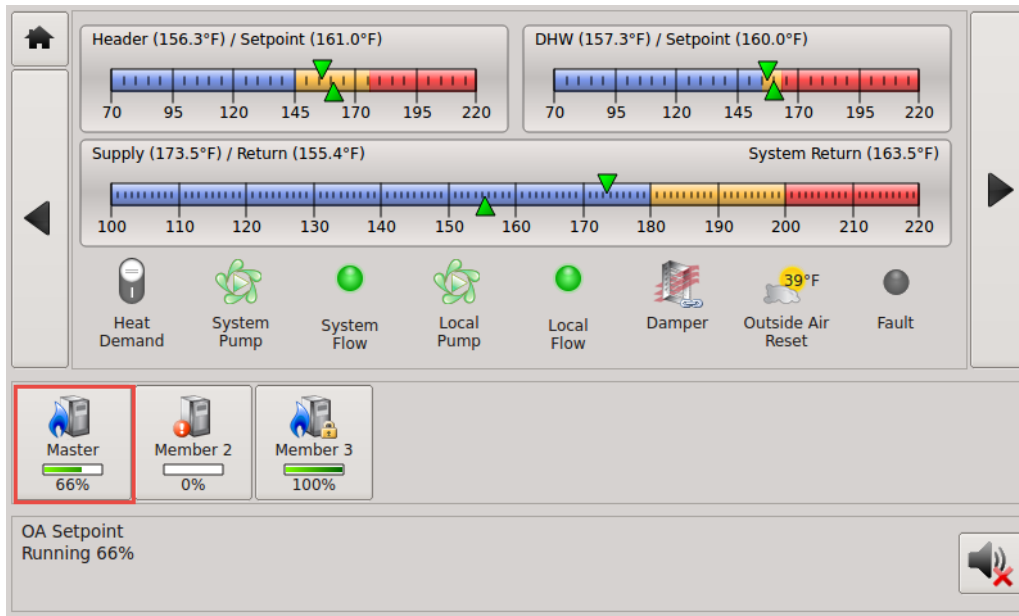 Header (156.3°F) / Setpoint (161.0°F)
70 95 120 145 170 195 220
DHW (157.3°F) / Setpoint (160.0°F)
70 95 120 145 170 195 220
Supply (173.5°F) / Return (155.4°F) System Return (163.5°F)
100 110 120 130 140 150 160 170 180 190 200 210 220
39°F
Heat
Demand
System
Pump
System
Flow
Local
Pump
Local
Flow
Damper
Outside Air
Reset
Fault
Master
66%
Member 2
0%
Member 3
100%
OA Setpoint
Running 66%